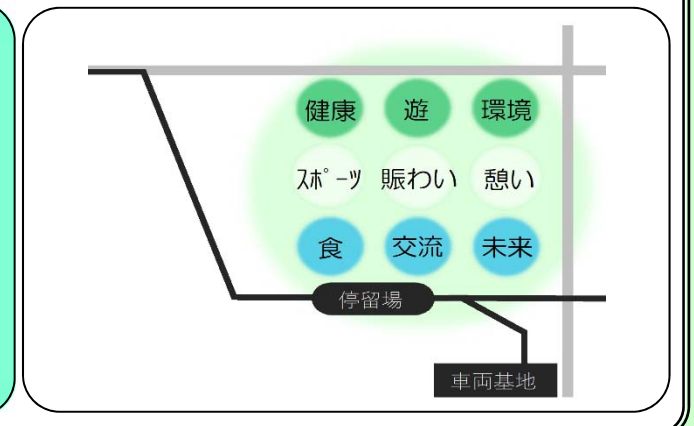 健康 遊 環境
ｽﾎﾟｰﾂ 賑わい 憩い
食 交流 未来
停留場
車両基地